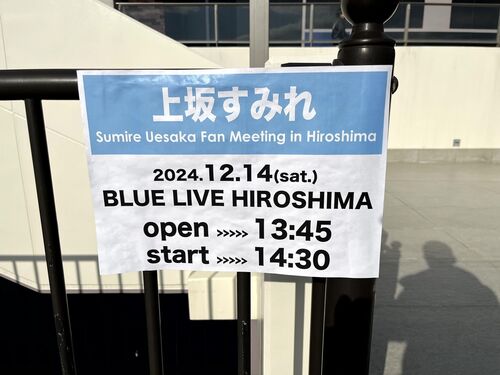 上坂すみれ
Sumire Uesaka Fan Meeting in Hiroshima
2024.12.14(sat.)
BLUE LIVE HIROSHIMA
open >>>>> 13:45
start >>>>> 14:30